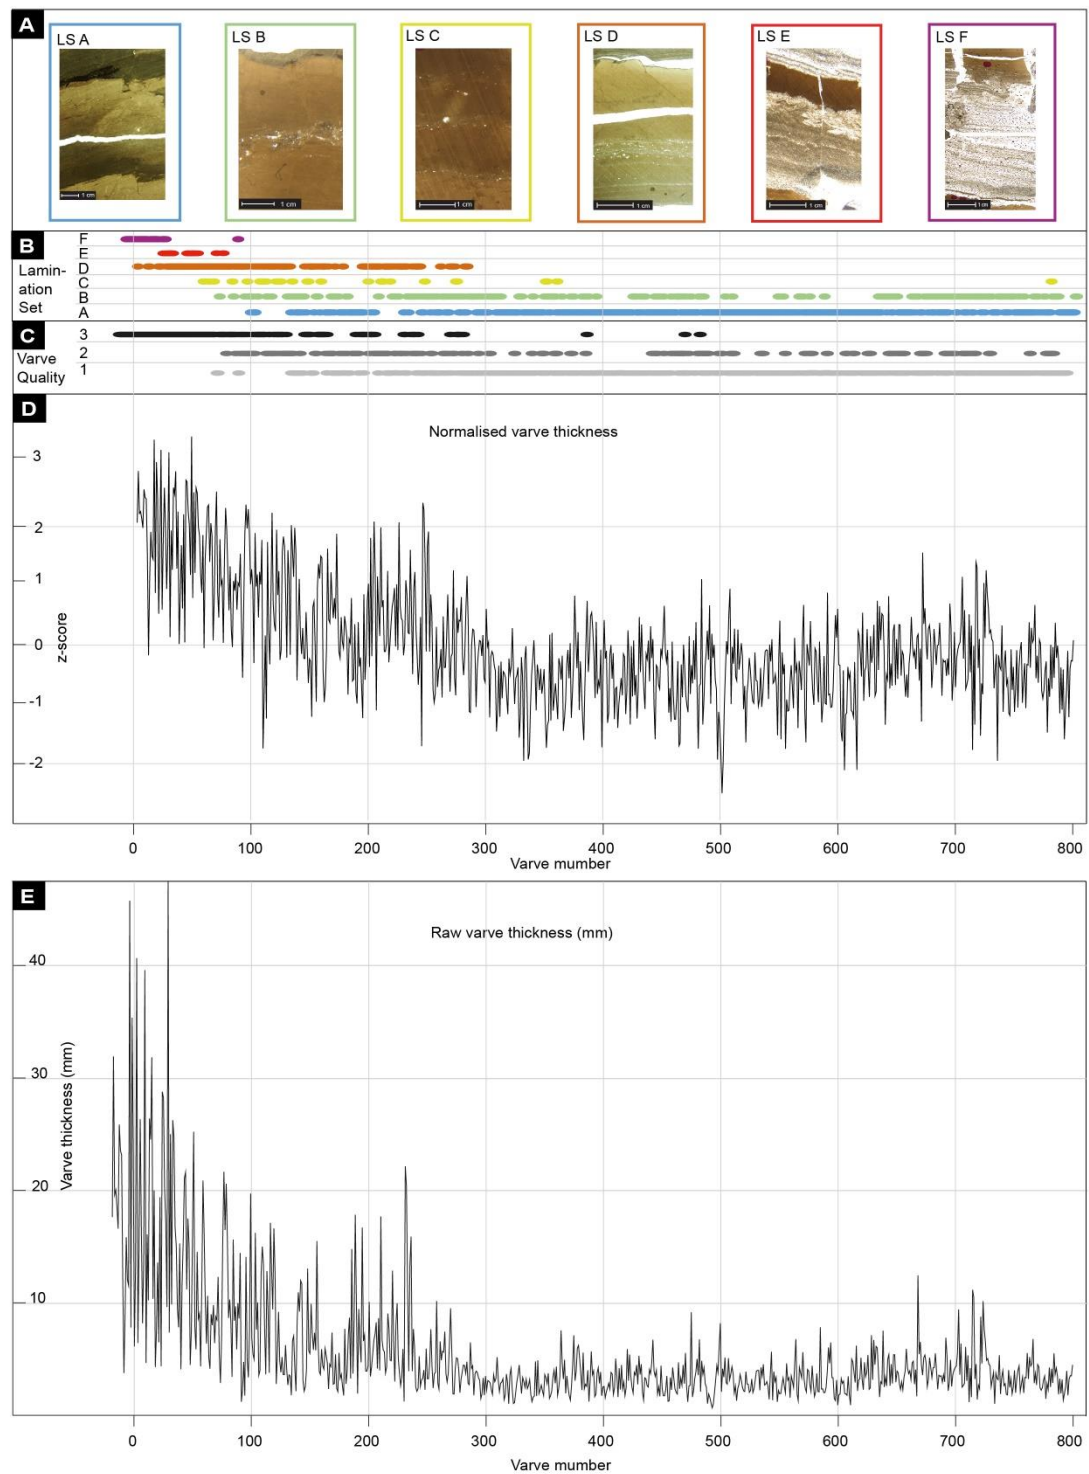 A
LS A
LS B
LS C
LS D
LS E
LS F
1 cm
1 cm
1 cm
1 cm
1 cm
1 cm
B
Lamin-
ation
Set
F
E
D
C
B
A
C
Varve
Quality
3
2
1
D
Normalised varve thickness
3
2
1
0
-1
-2
z-score
0 100 200 300 400 500 600 700 800
Varve mumber
E
Raw varve thickness (mm)
40
30
20
10
Varve thickness (mm)
0 100 200 300 400 500 600 700 800
Varve mumber